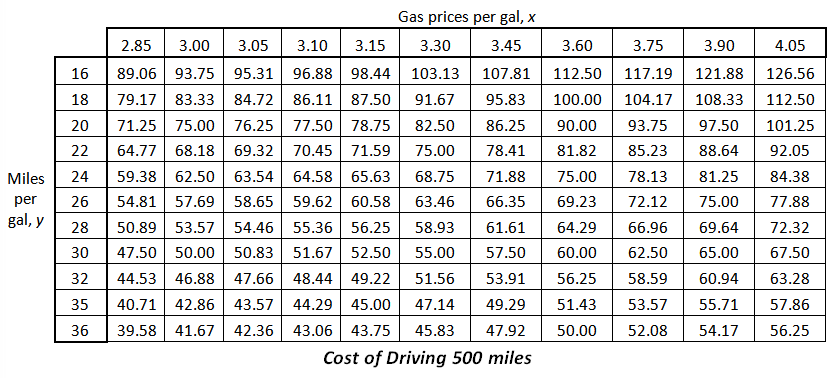 Gas prices per gal, x
2.85 3.00 3.05 3.10 3.15 3.30 3.45 3.60 3.75 3.90 4.05
16 89.06 93.75 95.31 96.88 98.44 103.13 107.81 112.50 117.19 121.88 126.56
18 79.17 83.33 84.72 86.11 87.50 91.67 95.83 100.00 104.17 108.33 112.50
20 71.25 75.00 76.25 77.50 78.75 82.50 86.25 90.00 93.75 97.50 101.25
22 64.77 68.18 69.32 70.45 71.59 75.00 78.41 81.82 85.23 88.64 92.05
Miles 24 59.38 62.50 63.54 64.58 65.63 68.75 71.88 75.00 78.13 81.25 84.38
per 26 54.81 57.69 58.65 59.62 60.58 63.46 66.35 69.23 72.12 75.00 77.88
gal, y 28 50.89 53.57 54.46 55.36 56.25 58.93 61.61 64.29 66.96 69.64 72.32
30 47.50 50.00 50.83 51.67 52.50 55.00 57.50 60.00 62.50 65.00 67.50
32 44.53 46.88 47.66 48.44 49.22 51.56 53.91 56.25 58.59 60.94 63.28
35 40.71 42.86 43.57 44.29 45.00 47.14 49.29 51.43 53.57 55.71 57.86
36 39.58 41.67 42.36 43.06 43.75 45.83 47.92 50.00 52.08 54.17 56.25
Cost of Driving 500 miles